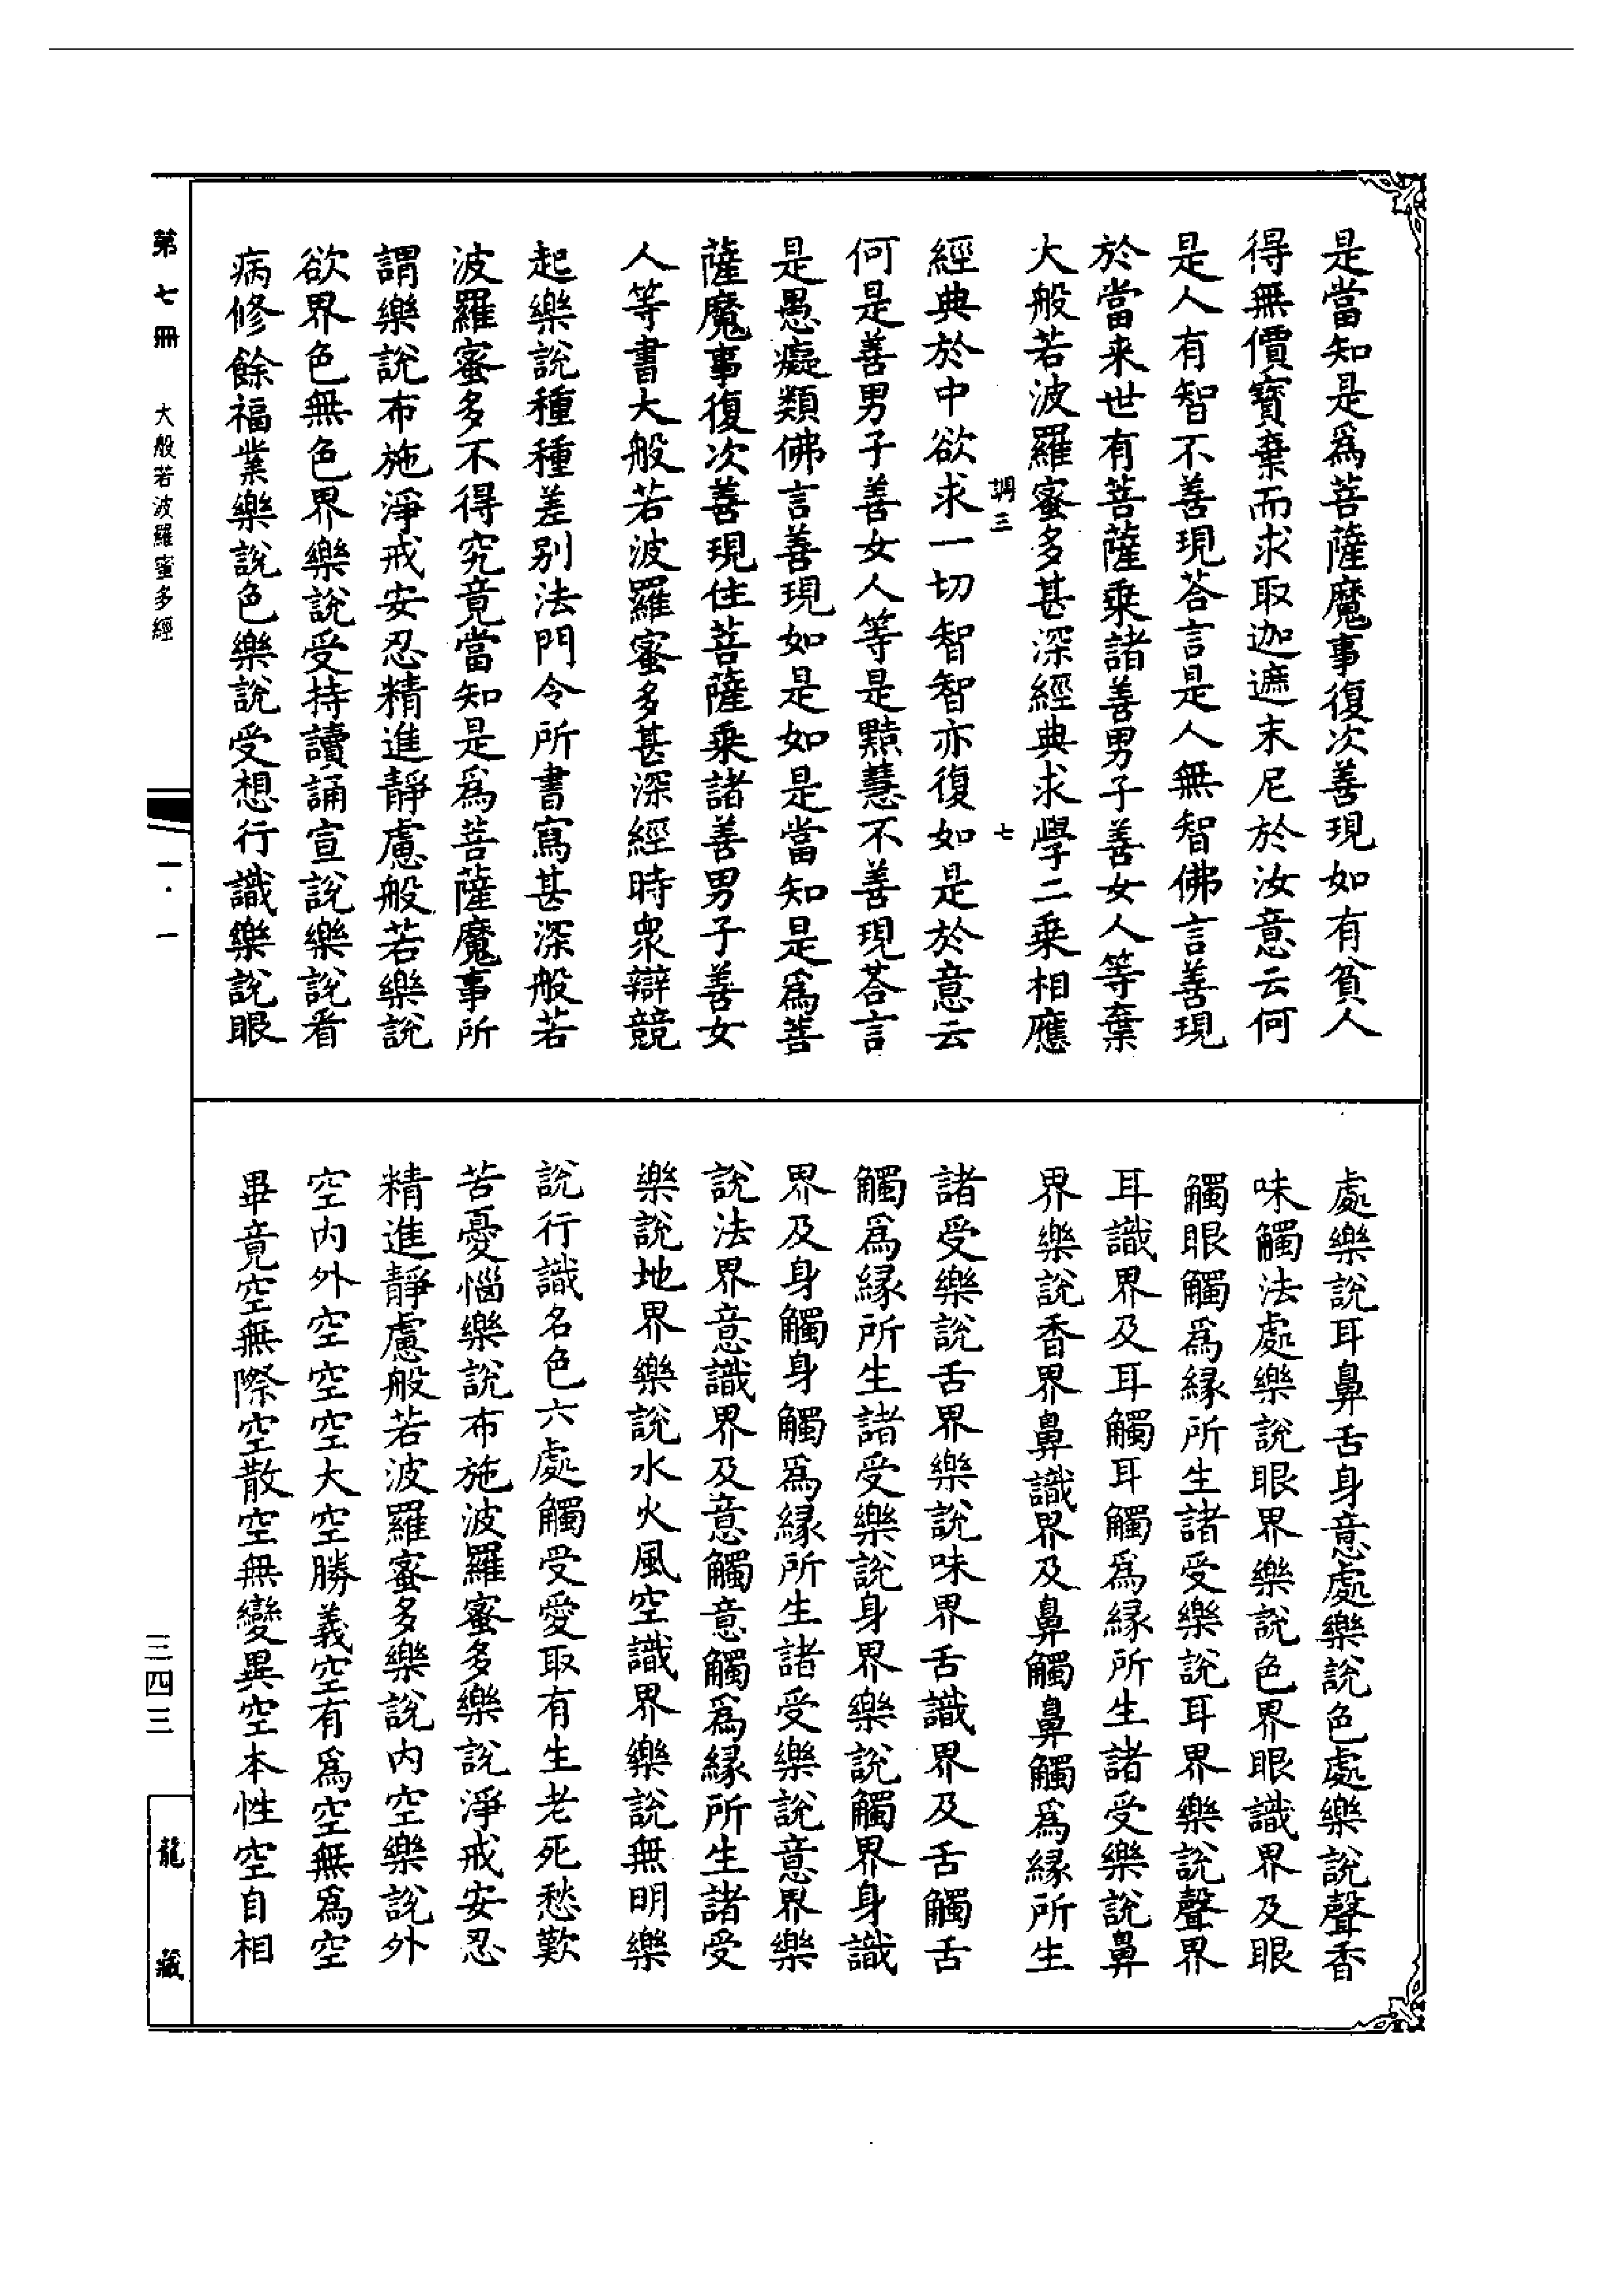 是當知是爲菩薩魔事復次善現如有貧人
得無價寶棄而求取迦遮末尼於汝意云何
是人有智不善現荅言是人無智佛言善現
於當来世有菩薩乗諸善男子善女人等棄
大般若波羅蜜多甚深經典求學二乗相應
調三 七
經典於中欲求一切智智亦復如是於意云
何是善男子善女人等是黠慧不善現荅言
是愚癡類佛言善現如是如是當知是爲菩
薩魔事復次善現住菩薩乗諸善男子善女
人等書大般若波羅蜜多甚深經時衆辯競
起樂說種種差别法門令所書寫甚深般若
波羅蜜多不得究竟當知是爲菩薩魔事所
謂樂說布施淨戒安忍精進靜慮般若樂說
欲界色無色界樂說受持讀誦宣說樂說看
病修餘福業樂說色樂說受想行識樂說眼
處樂說耳鼻舌身意處樂說色處樂說聲香
味觸法處樂說眼界樂說色界眼識界及眼
觸眼觸爲緣所生諸受樂說耳界樂說聲界
耳識界及耳觸耳觸爲緣所生諸受樂說鼻
界樂說香界鼻識界及鼻觸鼻觸爲緣所生
諸受樂說舌界樂說味界舌識界及舌觸舌
觸爲緣所生諸受樂說身界樂說觸界身識
界及身觸身觸爲緣所生諸受樂說意界樂
說法界意識界及意觸意觸爲緣所生諸受
樂說地界樂說水火風空識界樂說無明樂
說行識名色六處觸受愛取有生老死愁歎
苦憂惱樂說布施波羅蜜多樂說淨戒安忍
精進靜慮般若波羅蜜多樂說内空樂說外
空内外空空空大空勝義空有爲空無爲空
畢竟空無際空散空無變異空本性空自相
第七冊 大般若波羅蜜多經
一·一
三四三
龍藏